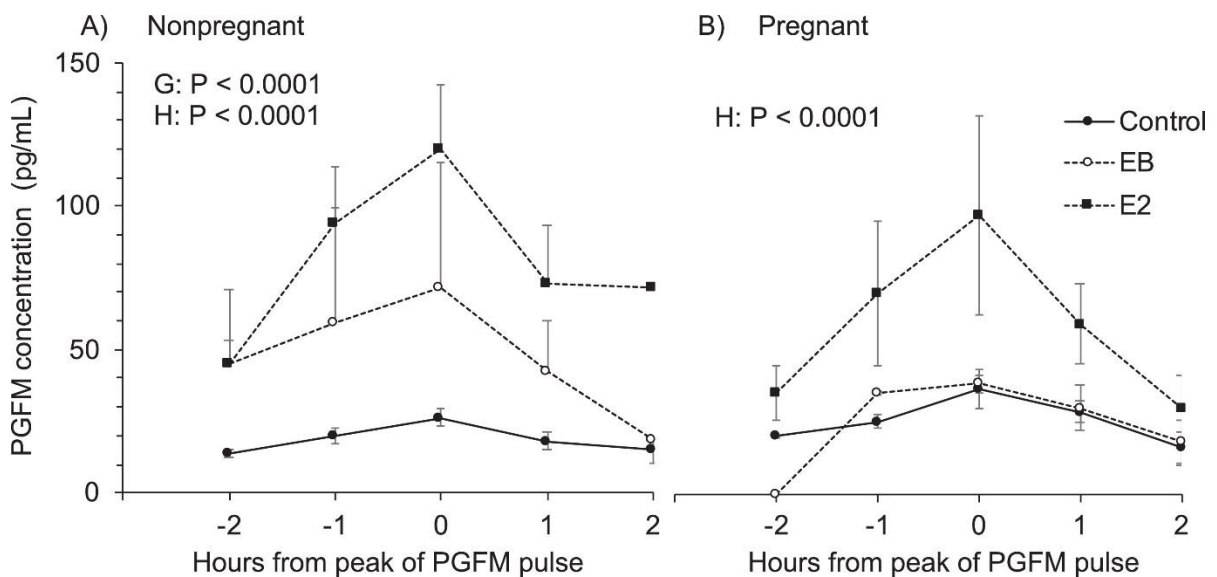 A) Nonpregnant
B) Pregnant
G: P < 0.0001
H: P < 0.0001
H: P < 0.0001
Control
EB
E2
PGFM concentration (pg/mL)
150
100
50
0
-2 -1 0 1 2
-2 -1 0 1 2
Hours from peak of PGFM pulse
Hours from peak of PGFM pulse